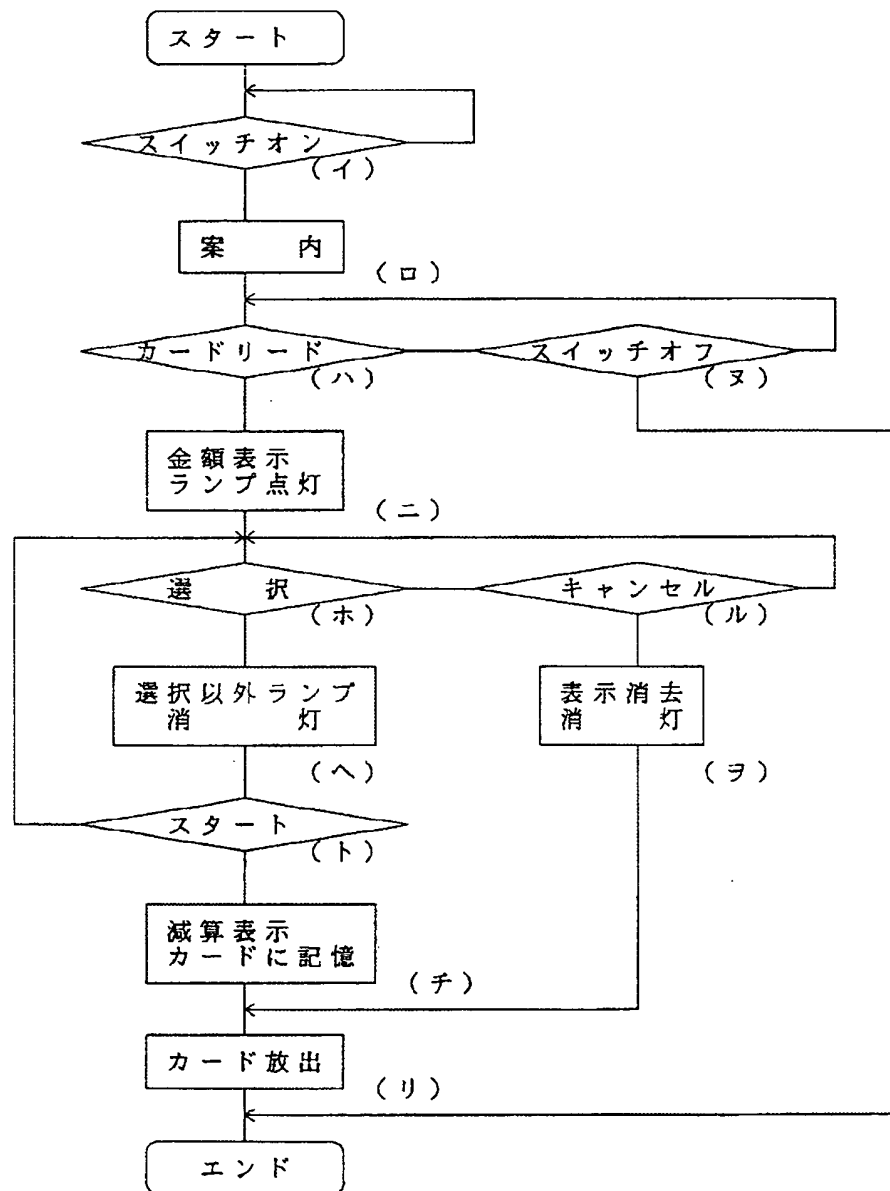 スタート
スイッチオン
(イ)
案　　内
(ロ)
カードリード
(ハ)
スイッチオフ
(ヌ)
金額表示
ランプ点灯
(ニ)
選　　択
(ホ)
キャンセル
(ル)
選択以外ランプ
消　　灯
(ヘ)
表示消去
消　　灯
(ヲ)
スタート
(ト)
減算表示
カードに記憶
(チ)
カード放出
(リ)
エンド